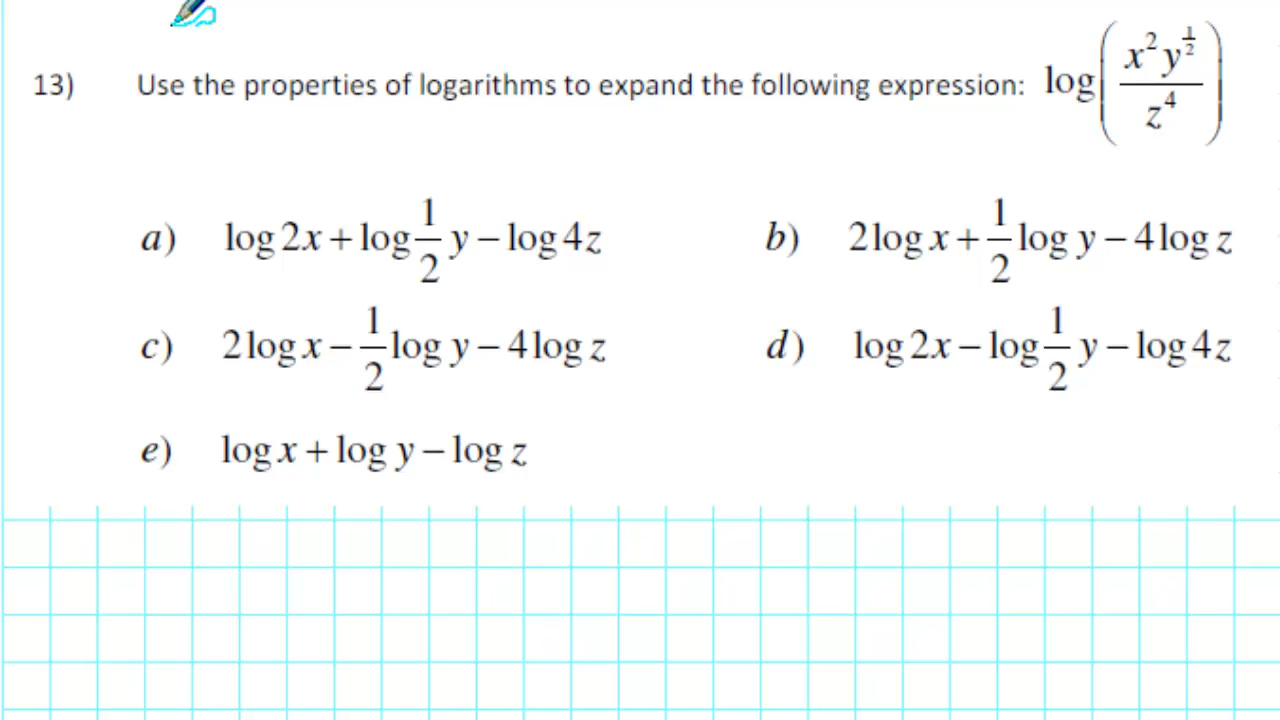 13) Use the properties of logarithms to expand the following expression: log(x²y^(1/2)/z⁴)
a) log 2x + log 1/2 y − log 4z b) 2 log x + 1/2 log y − 4 log z
c) 2 log x − 1/2 log y − 4 log z d) log 2x − log 1/2 y − log 4z
e) log x + log y − log z